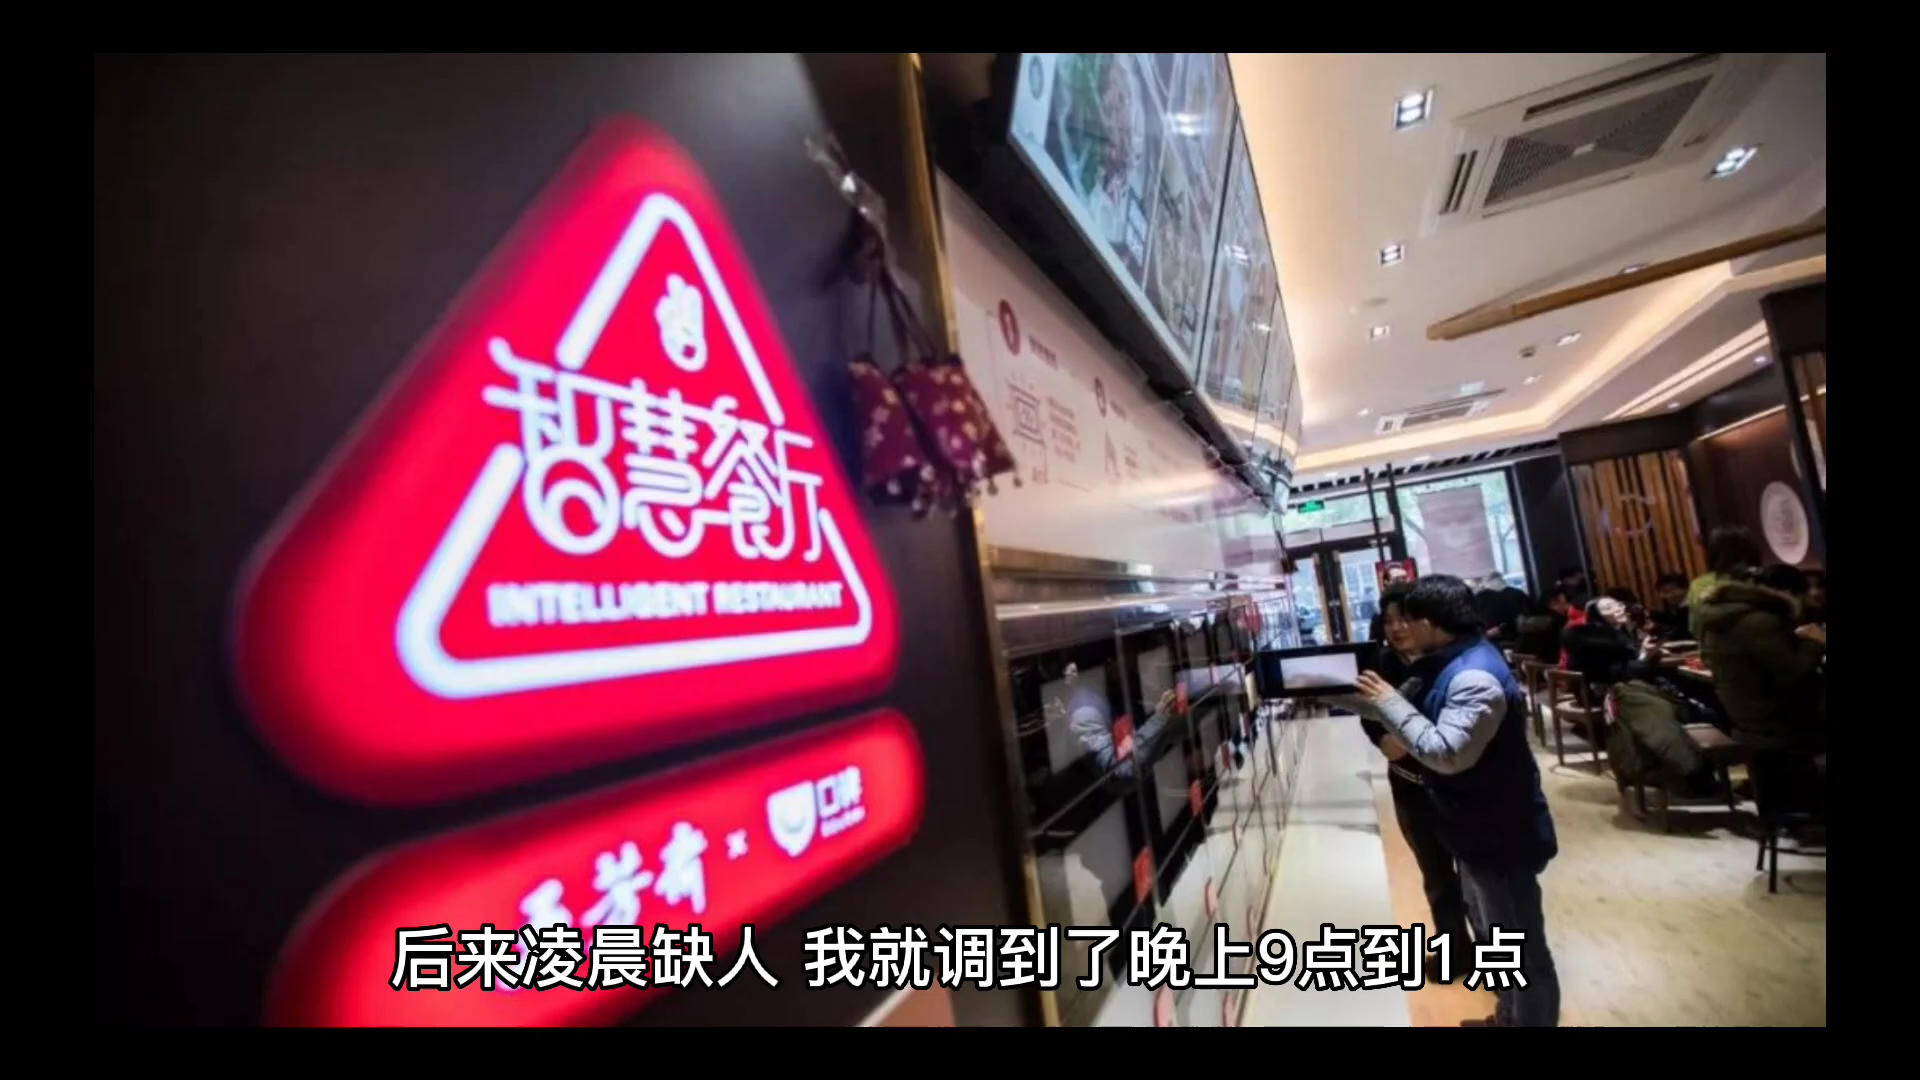 智慧餐厅
INTELLIGENT RESTAURANT
五芳斋 × 口碑
后来凌晨缺人 我就调到了晚上9点到1点